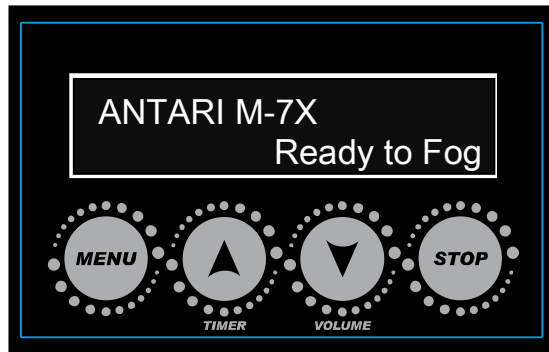 ANTARI M-7X
Ready to Fog
MENU
STOP
TIMER
VOLUME